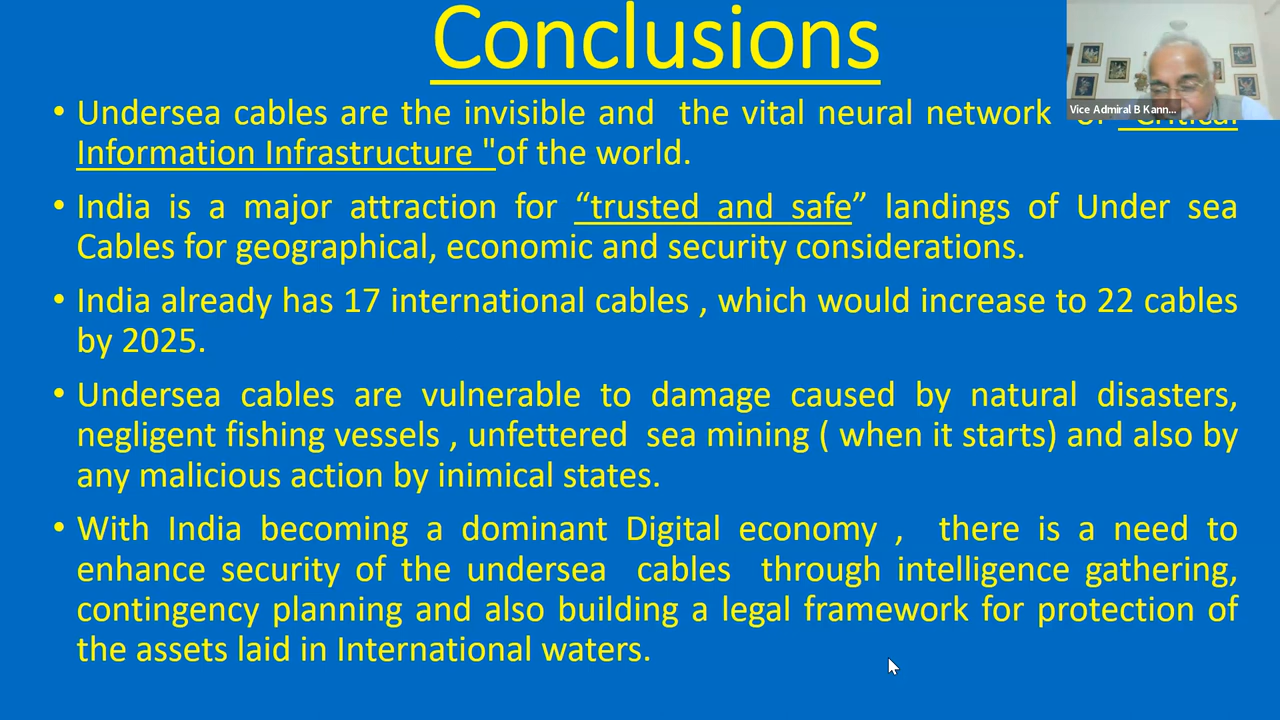 Conclusions
Vice Admiral B Kann...
• Undersea cables are the invisible and the vital neural network of "Critical
Information Infrastructure "of the world.
• India is a major attraction for “trusted and safe” landings of Under sea
Cables for geographical, economic and security considerations.
• India already has 17 international cables , which would increase to 22 cables
by 2025.
• Undersea cables are vulnerable to damage caused by natural disasters,
negligent fishing vessels , unfettered sea mining ( when it starts) and also by
any malicious action by inimical states.
• With India becoming a dominant Digital economy , there is a need to
enhance security of the undersea cables through intelligence gathering,
contingency planning and also building a legal framework for protection of
the assets laid in International waters.